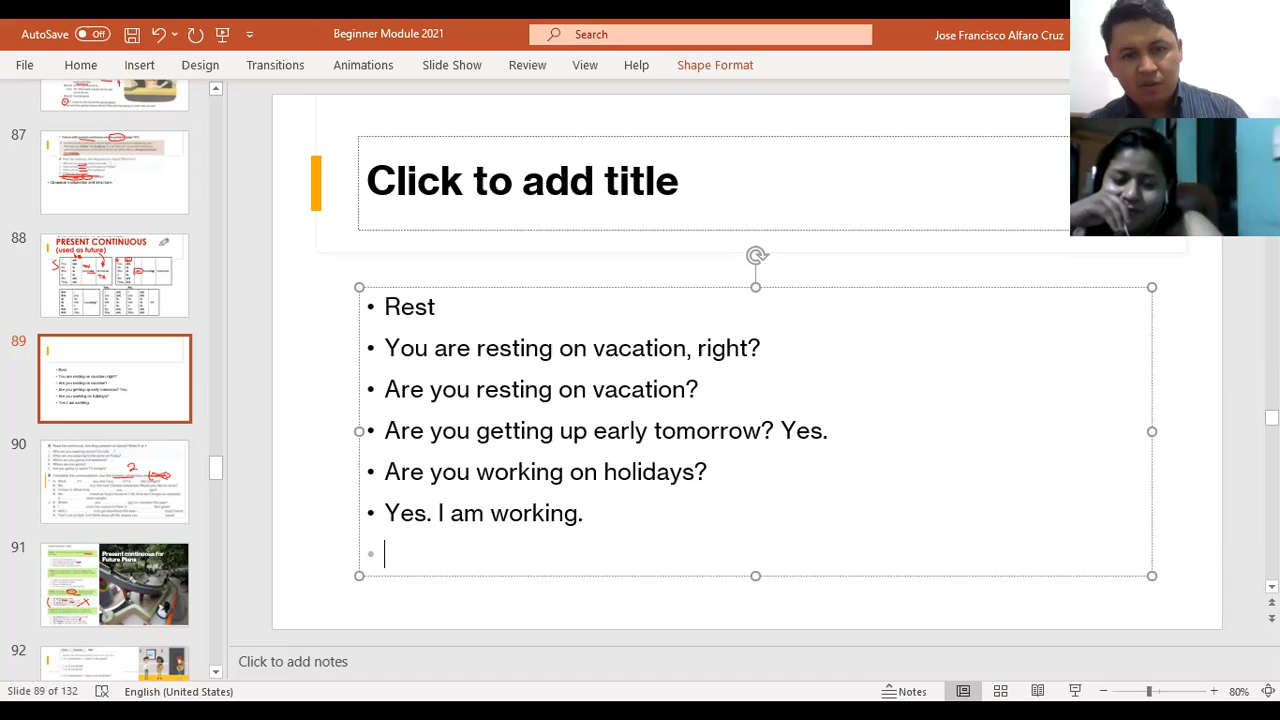 AutoSave Off
Beginner Module 2021
Search
Jose Francisco Alfaro Cruz
File Home Insert Design Transitions Animations Slide Show Review View Help Shape Format
87
88
PRESENT CONTINUOUS
(used as future)
89
90
91
Present continuous for
Future Plans
92
Click to add title
• Rest
• You are resting on vacation, right?
• Are you resting on vacation?
• Are you getting up early tomorrow? Yes.
• Are you working on holidays?
• Yes. I am working.
Click to add notes
Slide 89 of 132 English (United States) Notes 80%